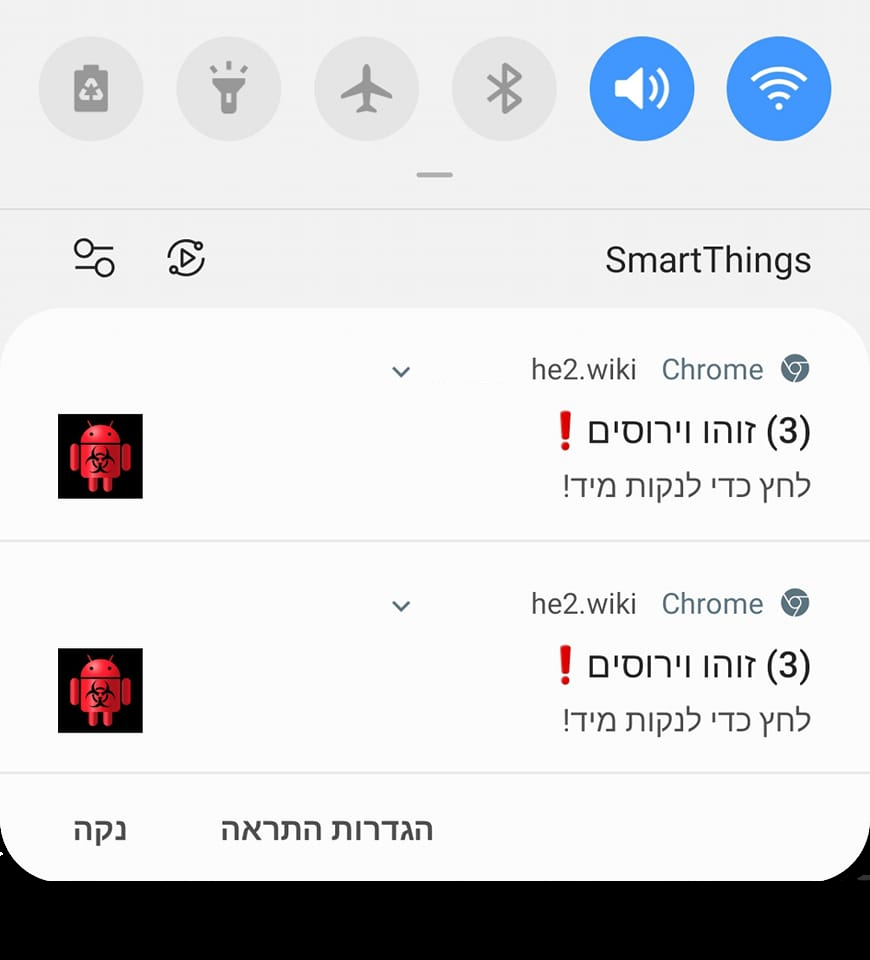 SmartThings
Chrome he2.wiki
(3) זוהו וירוסים❗
לחץ כדי לנקות מיד!
Chrome he2.wiki
(3) זוהו וירוסים❗
לחץ כדי לנקות מיד!
הגדרות התראה נקה